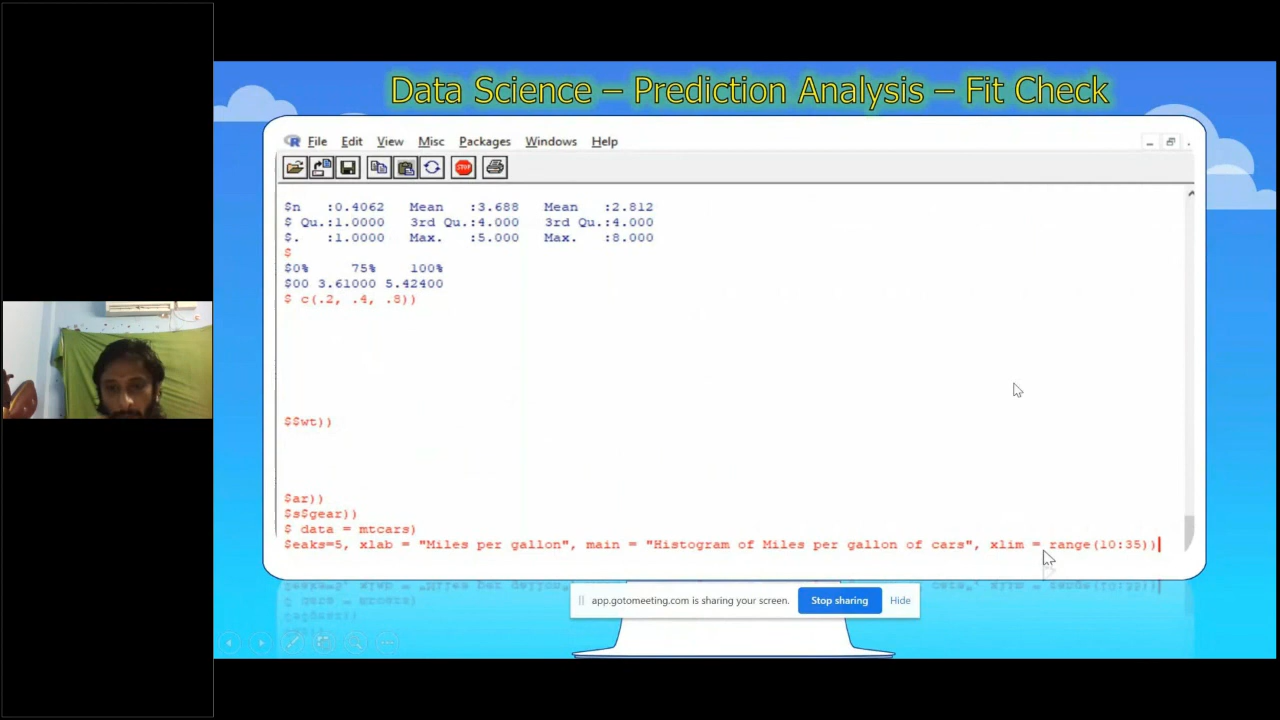 Data Science – Prediction Analysis – Fit Check
File Edit View Misc Packages Windows Help
STOP
$n :0.4062 Mean :3.688 Mean :2.812
$ Qu.:1.0000 3rd Qu.:4.000 3rd Qu.:4.000
$. :1.0000 Max. :5.000 Max. :8.000
$
$0% 75% 100%
$00 3.61000 5.42400
$ c(.2, .4, .8))
$$wt))
$ar))
$s$gear))
$ data = mtcars)
$eaks=5, xlab = "Miles per gallon", main = "Histogram of Miles per gallon of cars", xlim = range(10:35))
app.gotomeeting.com is sharing your screen. Stop sharing Hide